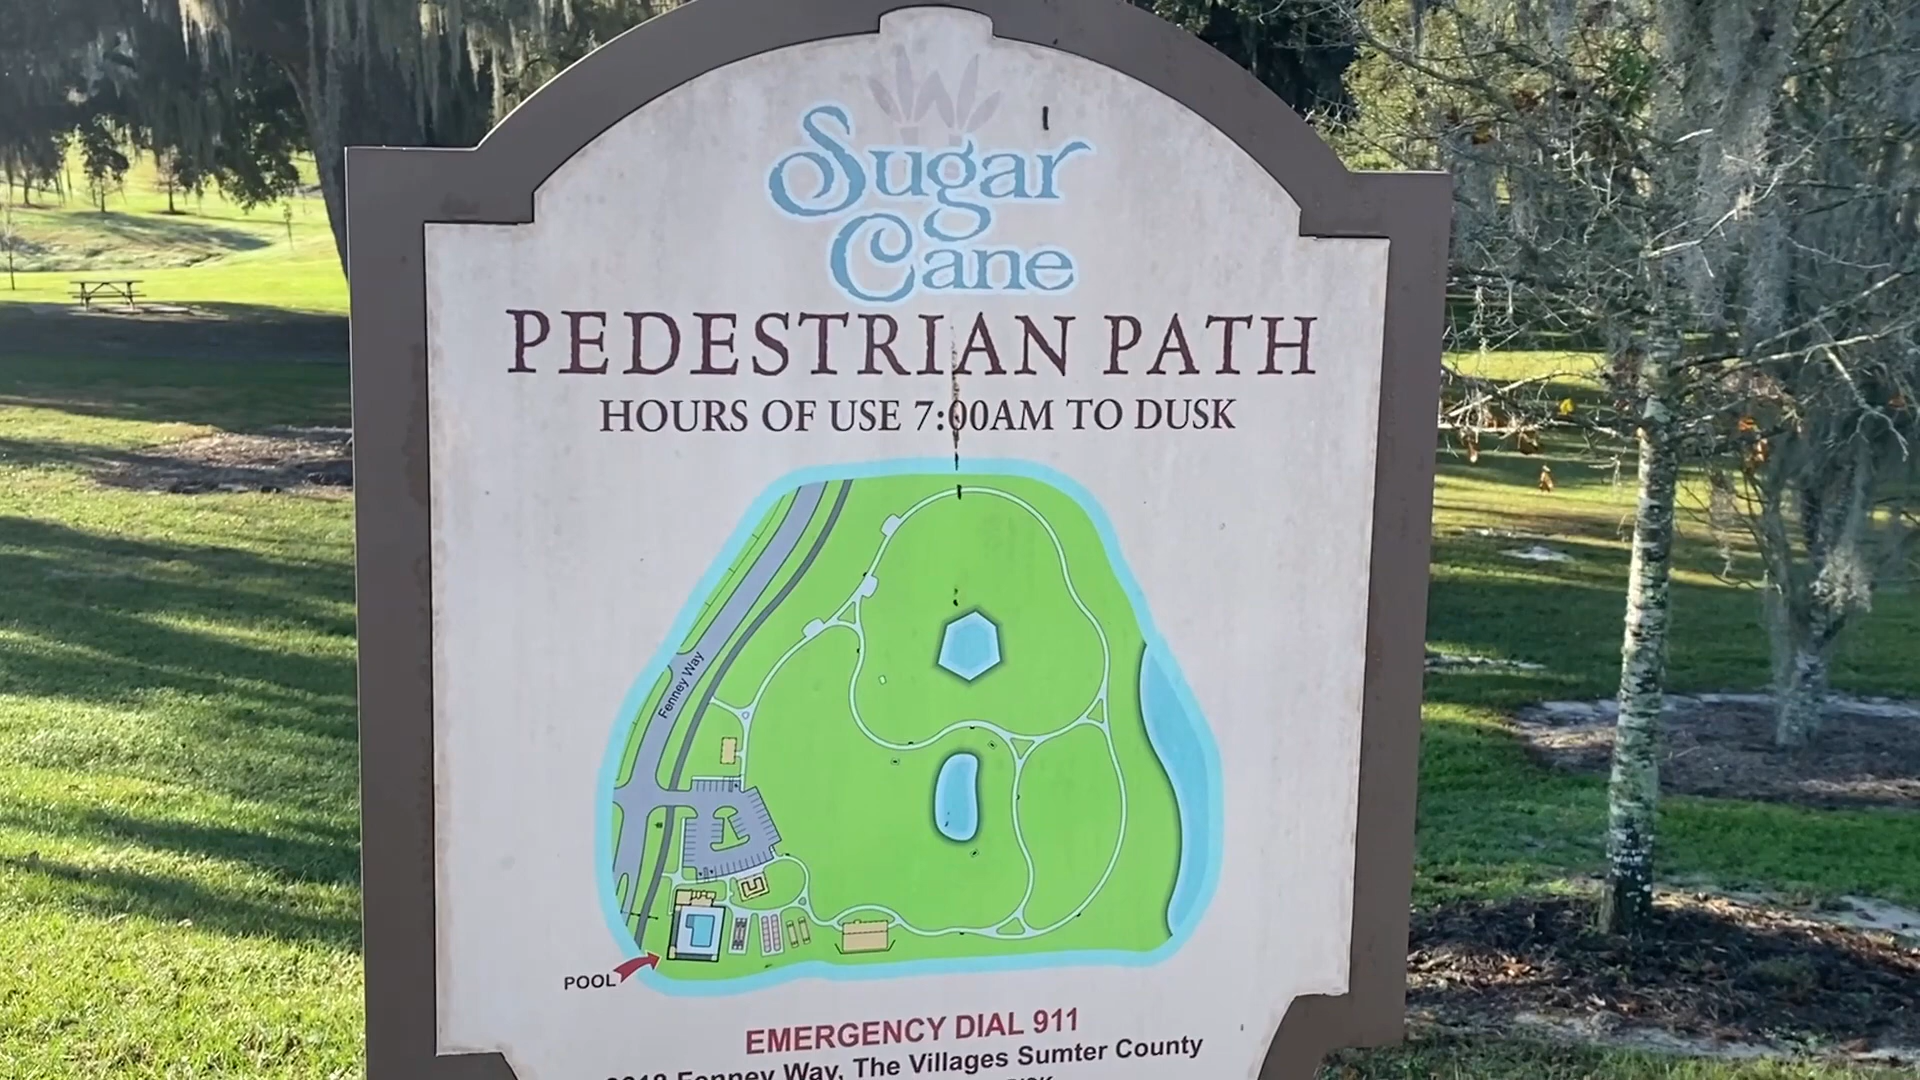 Sugar
Cane
PEDESTRIAN PATH
HOURS OF USE 7:00AM TO DUSK
Fenney Way
POOL
EMERGENCY DIAL 911
Fenney Way, The Villages Sumter County